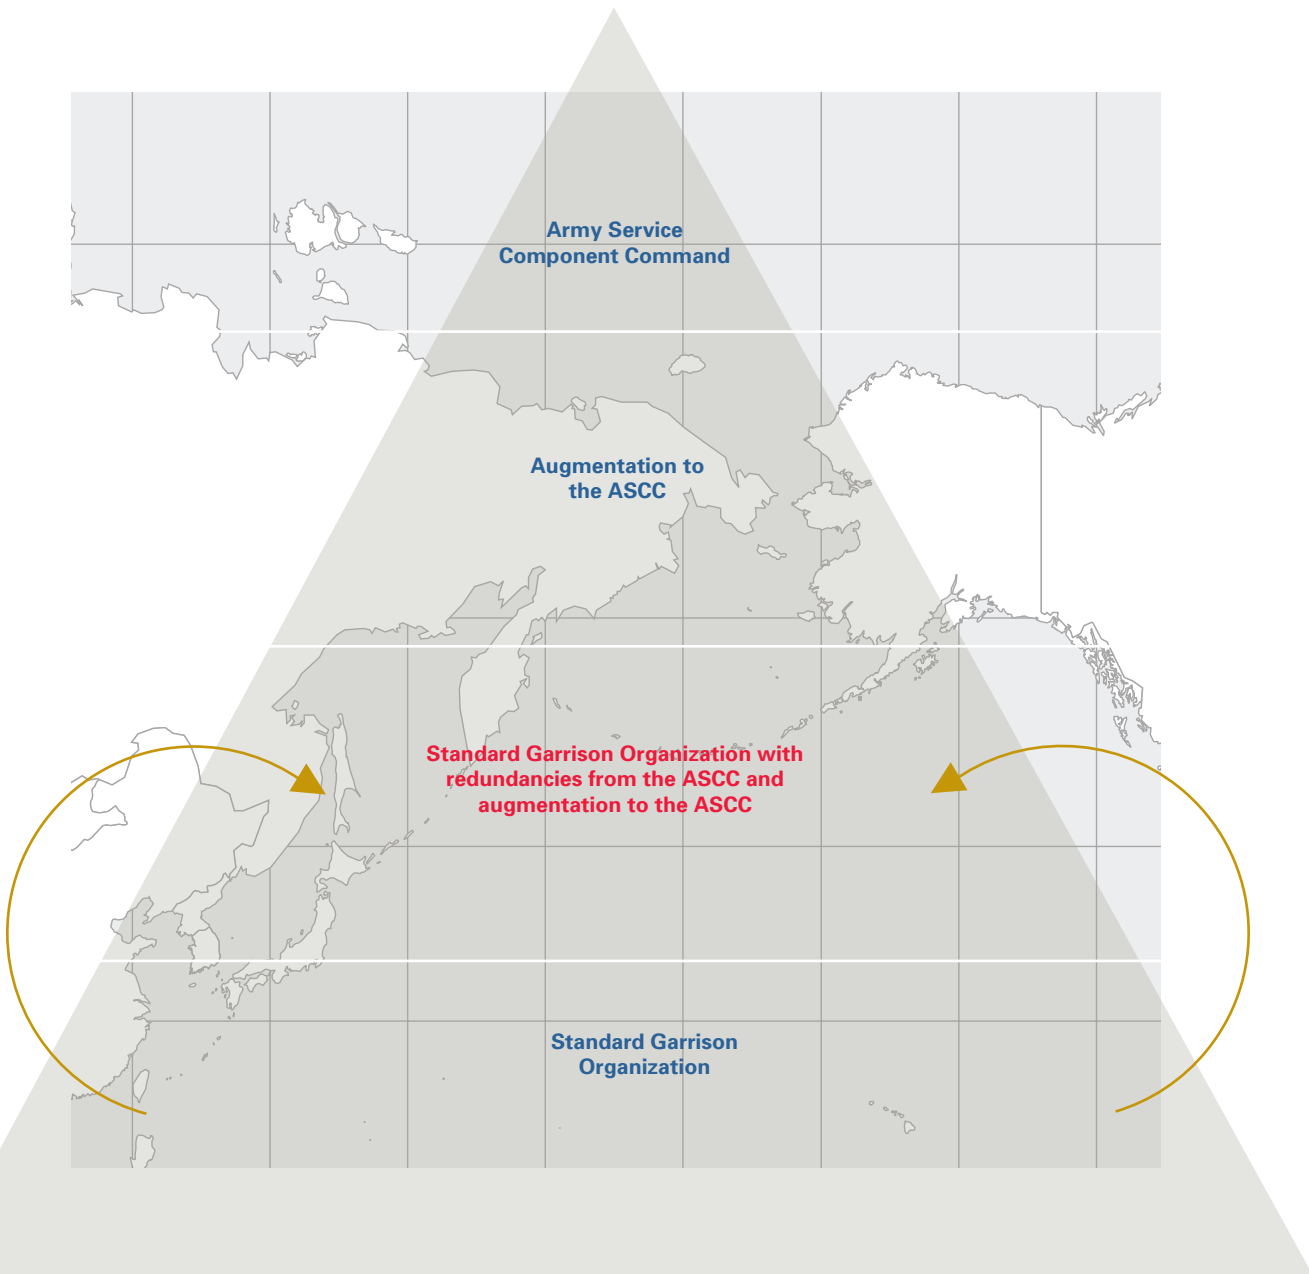 Army Service
Component Command
Augmentation to
the ASCC
Standard Garrison Organization with
redundancies from the ASCC and
augmentation to the ASCC
Standard Garrison
Organization